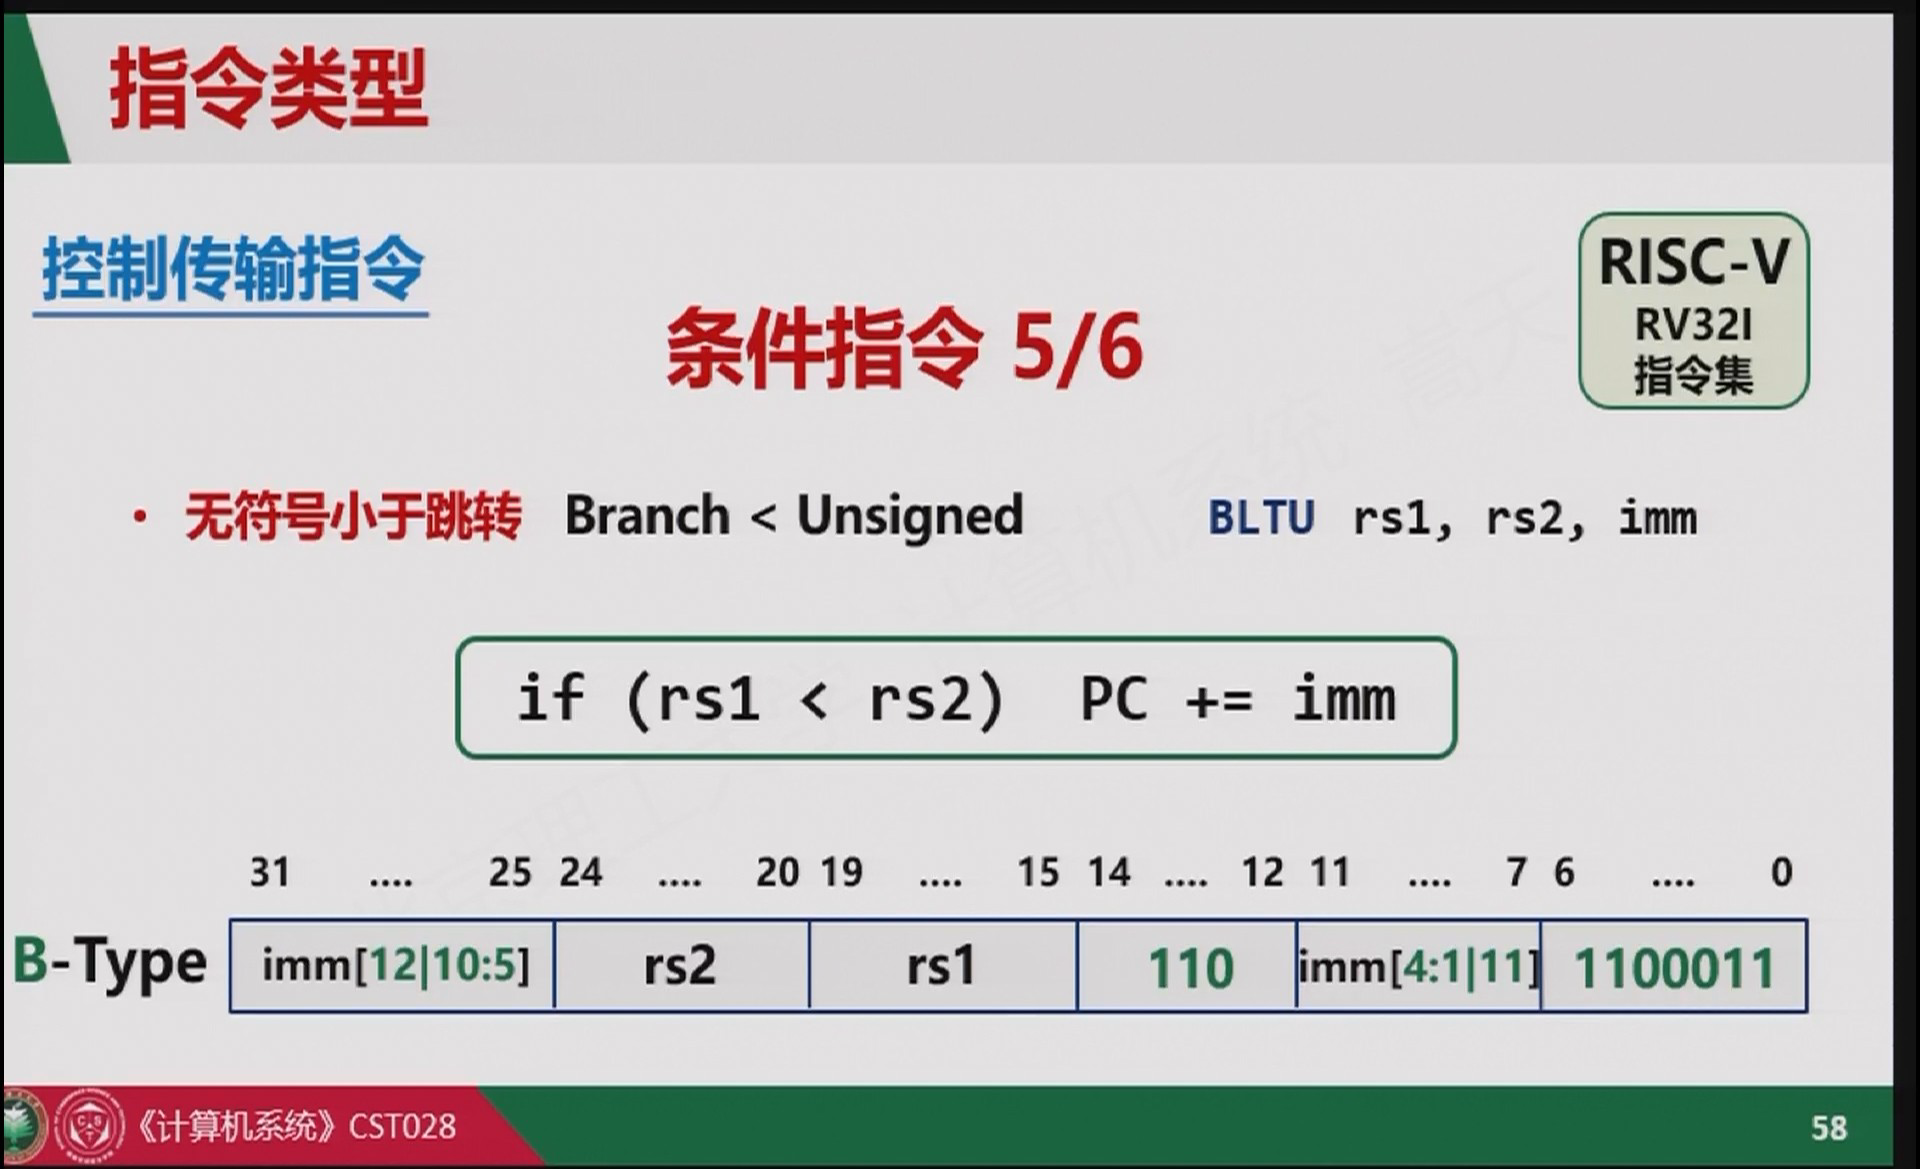 指令类型
控制传输指令
RISC-V
RV32I
指令集
条件指令 5/6
• 无符号小于跳转 Branch < Unsigned BLTU rs1, rs2, imm
if (rs1 < rs2) PC += imm
31 .... 25 24 .... 20 19 .... 15 14 .... 12 11 .... 7 6 .... 0
B-Type imm[12|10:5] rs2 rs1 110 imm[4:1|11] 1100011
《计算机系统》CST028
58